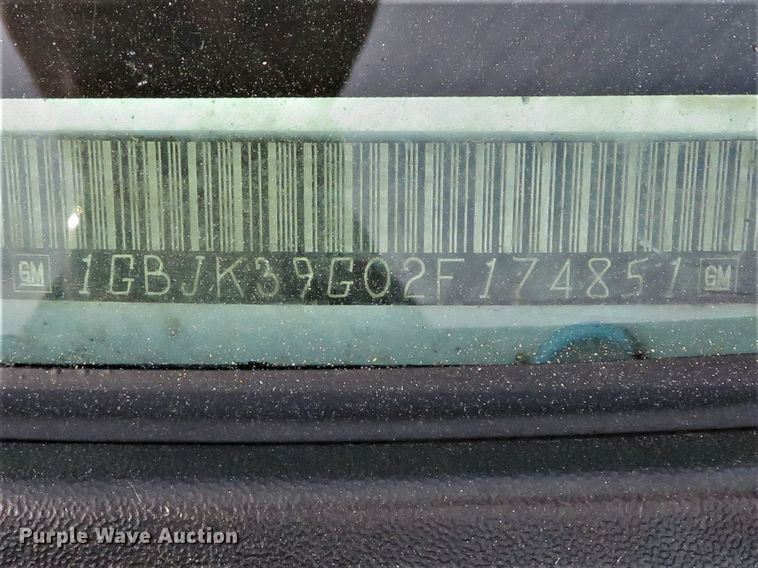 GM 1GBJK39G02F174851 GM
Purple Wave Auction